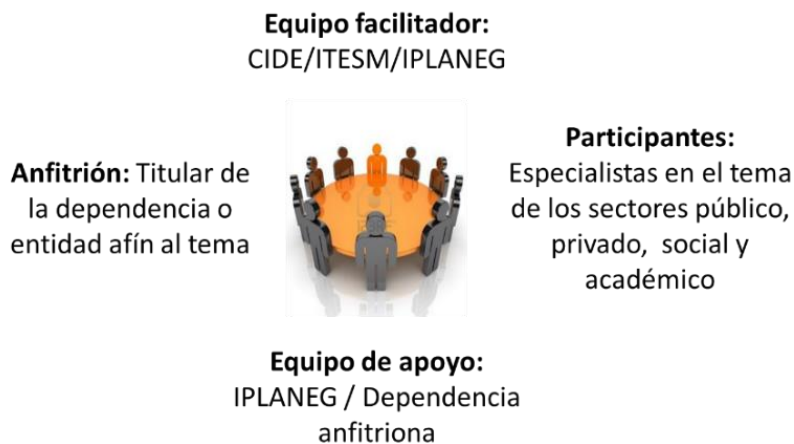 Equipo facilitador:
CIDE/ITESM/IPLANEG
Anfitrión: Titular de
la dependencia o
entidad afín al tema
Participantes:
Especialistas en el tema
de los sectores público,
privado, social y
académico
Equipo de apoyo:
IPLANEG / Dependencia
anfitriona